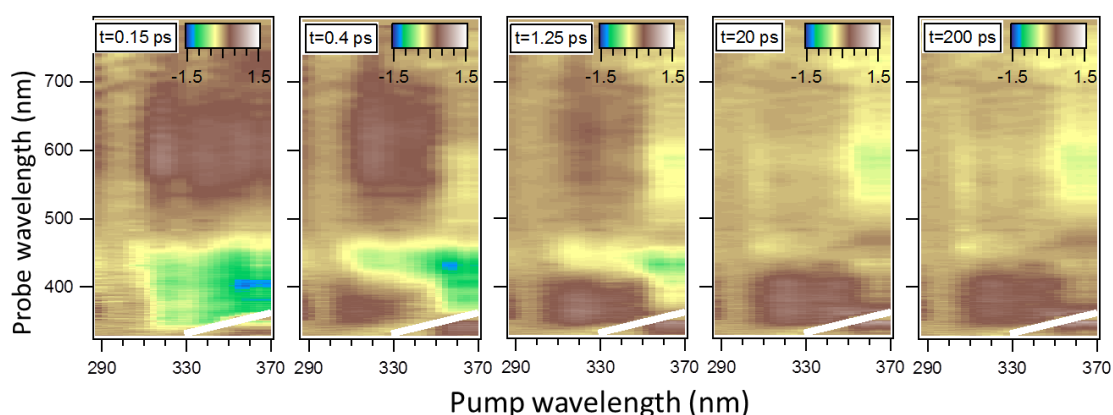 t=0.15 ps
-1.5 1.5
t=0.4 ps
-1.5 1.5
t=1.25 ps
-1.5 1.5
t=20 ps
-1.5 1.5
t=200 ps
-1.5 1.5
Probe wavelength (nm)
700
600
500
400
290 330 370
290 330 370
290 330 370
290 330 370
290 330 370
Pump wavelength (nm)